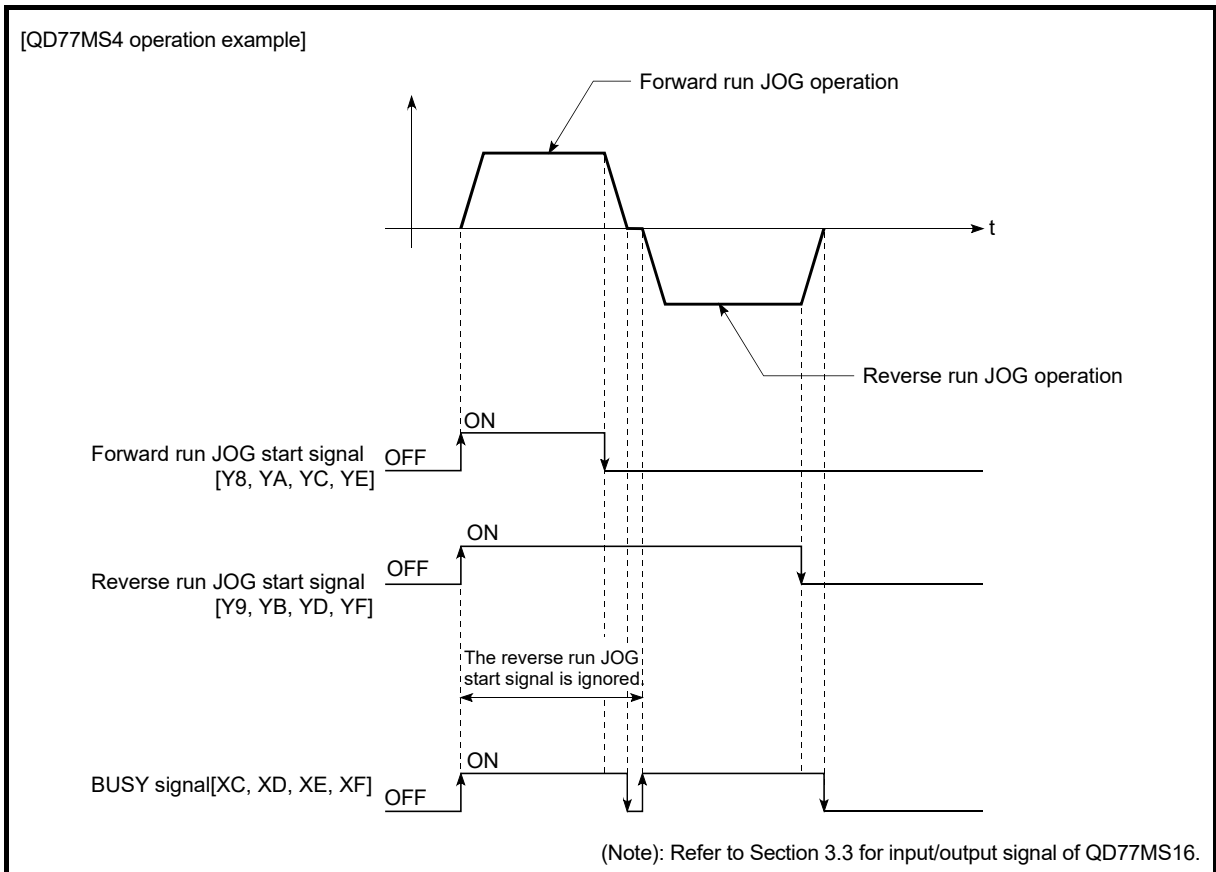 [QD77MS4 operation example]
Forward run JOG operation
t
Reverse run JOG operation
ON
Forward run JOG start signal
OFF
[Y8, YA, YC, YE]
ON
OFF
Reverse run JOG start signal
[Y9, YB, YD, YF]
The reverse run JOG
start signal is ignored.
ON
BUSY signal[XC, XD, XE, XF]
OFF
(Note): Refer to Section 3.3 for input/output signal of QD77MS16.